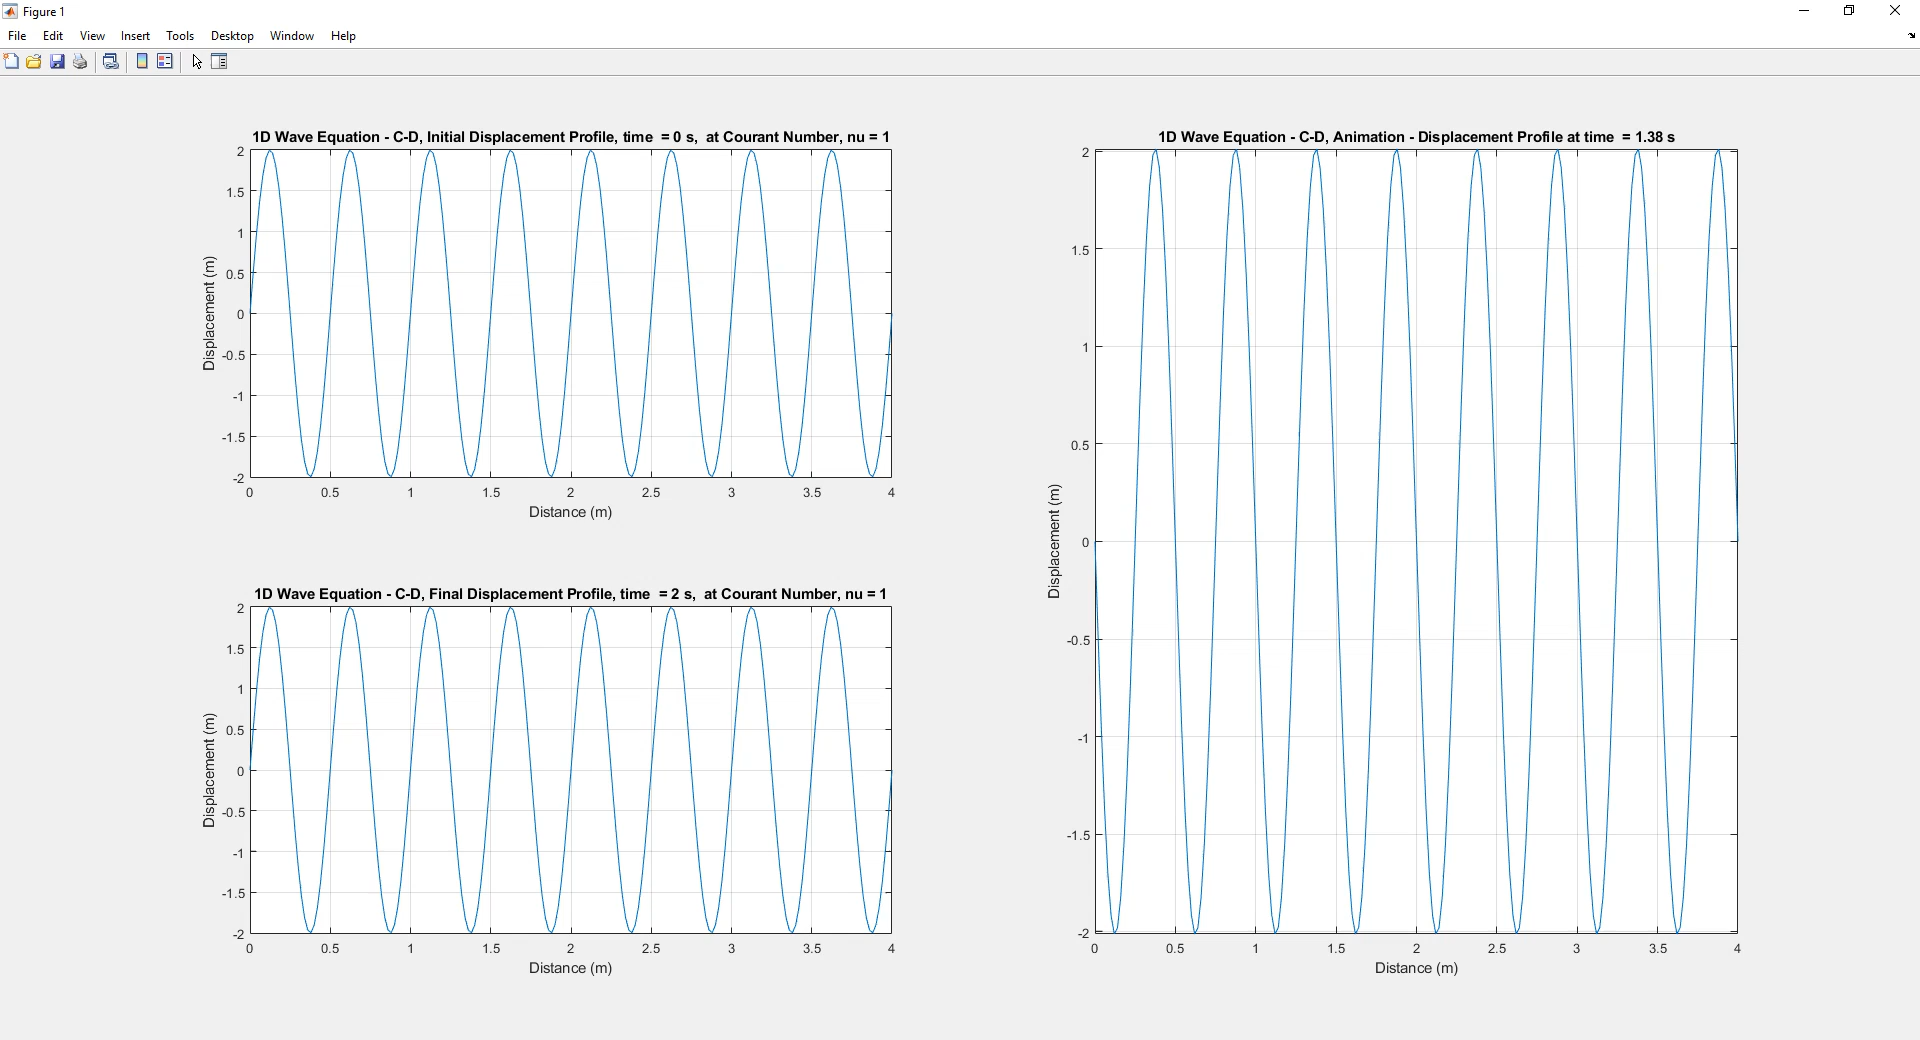 Figure 1
File Edit View Insert Tools Desktop Window Help
1D Wave Equation - C-D, Initial Displacement Profile, time = 0 s, at Courant Number, nu = 1
2
1.5
1
0.5
0
-0.5
-1
-1.5
-2
Displacement (m)
0 0.5 1 1.5 2 2.5 3 3.5 4
Distance (m)
1D Wave Equation - C-D, Final Displacement Profile, time = 2 s, at Courant Number, nu = 1
2
1.5
1
0.5
0
-0.5
-1
-1.5
-2
Displacement (m)
0 0.5 1 1.5 2 2.5 3 3.5 4
Distance (m)
1D Wave Equation - C-D, Animation - Displacement Profile at time = 1.38 s
2
1.5
1
0.5
0
-0.5
-1
-1.5
-2
Displacement (m)
0 0.5 1 1.5 2 2.5 3 3.5 4
Distance (m)